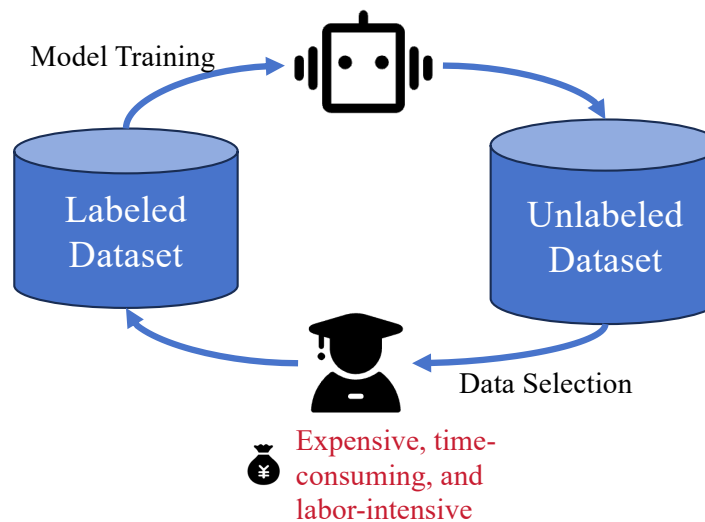 Model Training
Labeled
Dataset
Unlabeled
Dataset
Data Selection
¥
Expensive, time-
consuming, and
labor-intensive